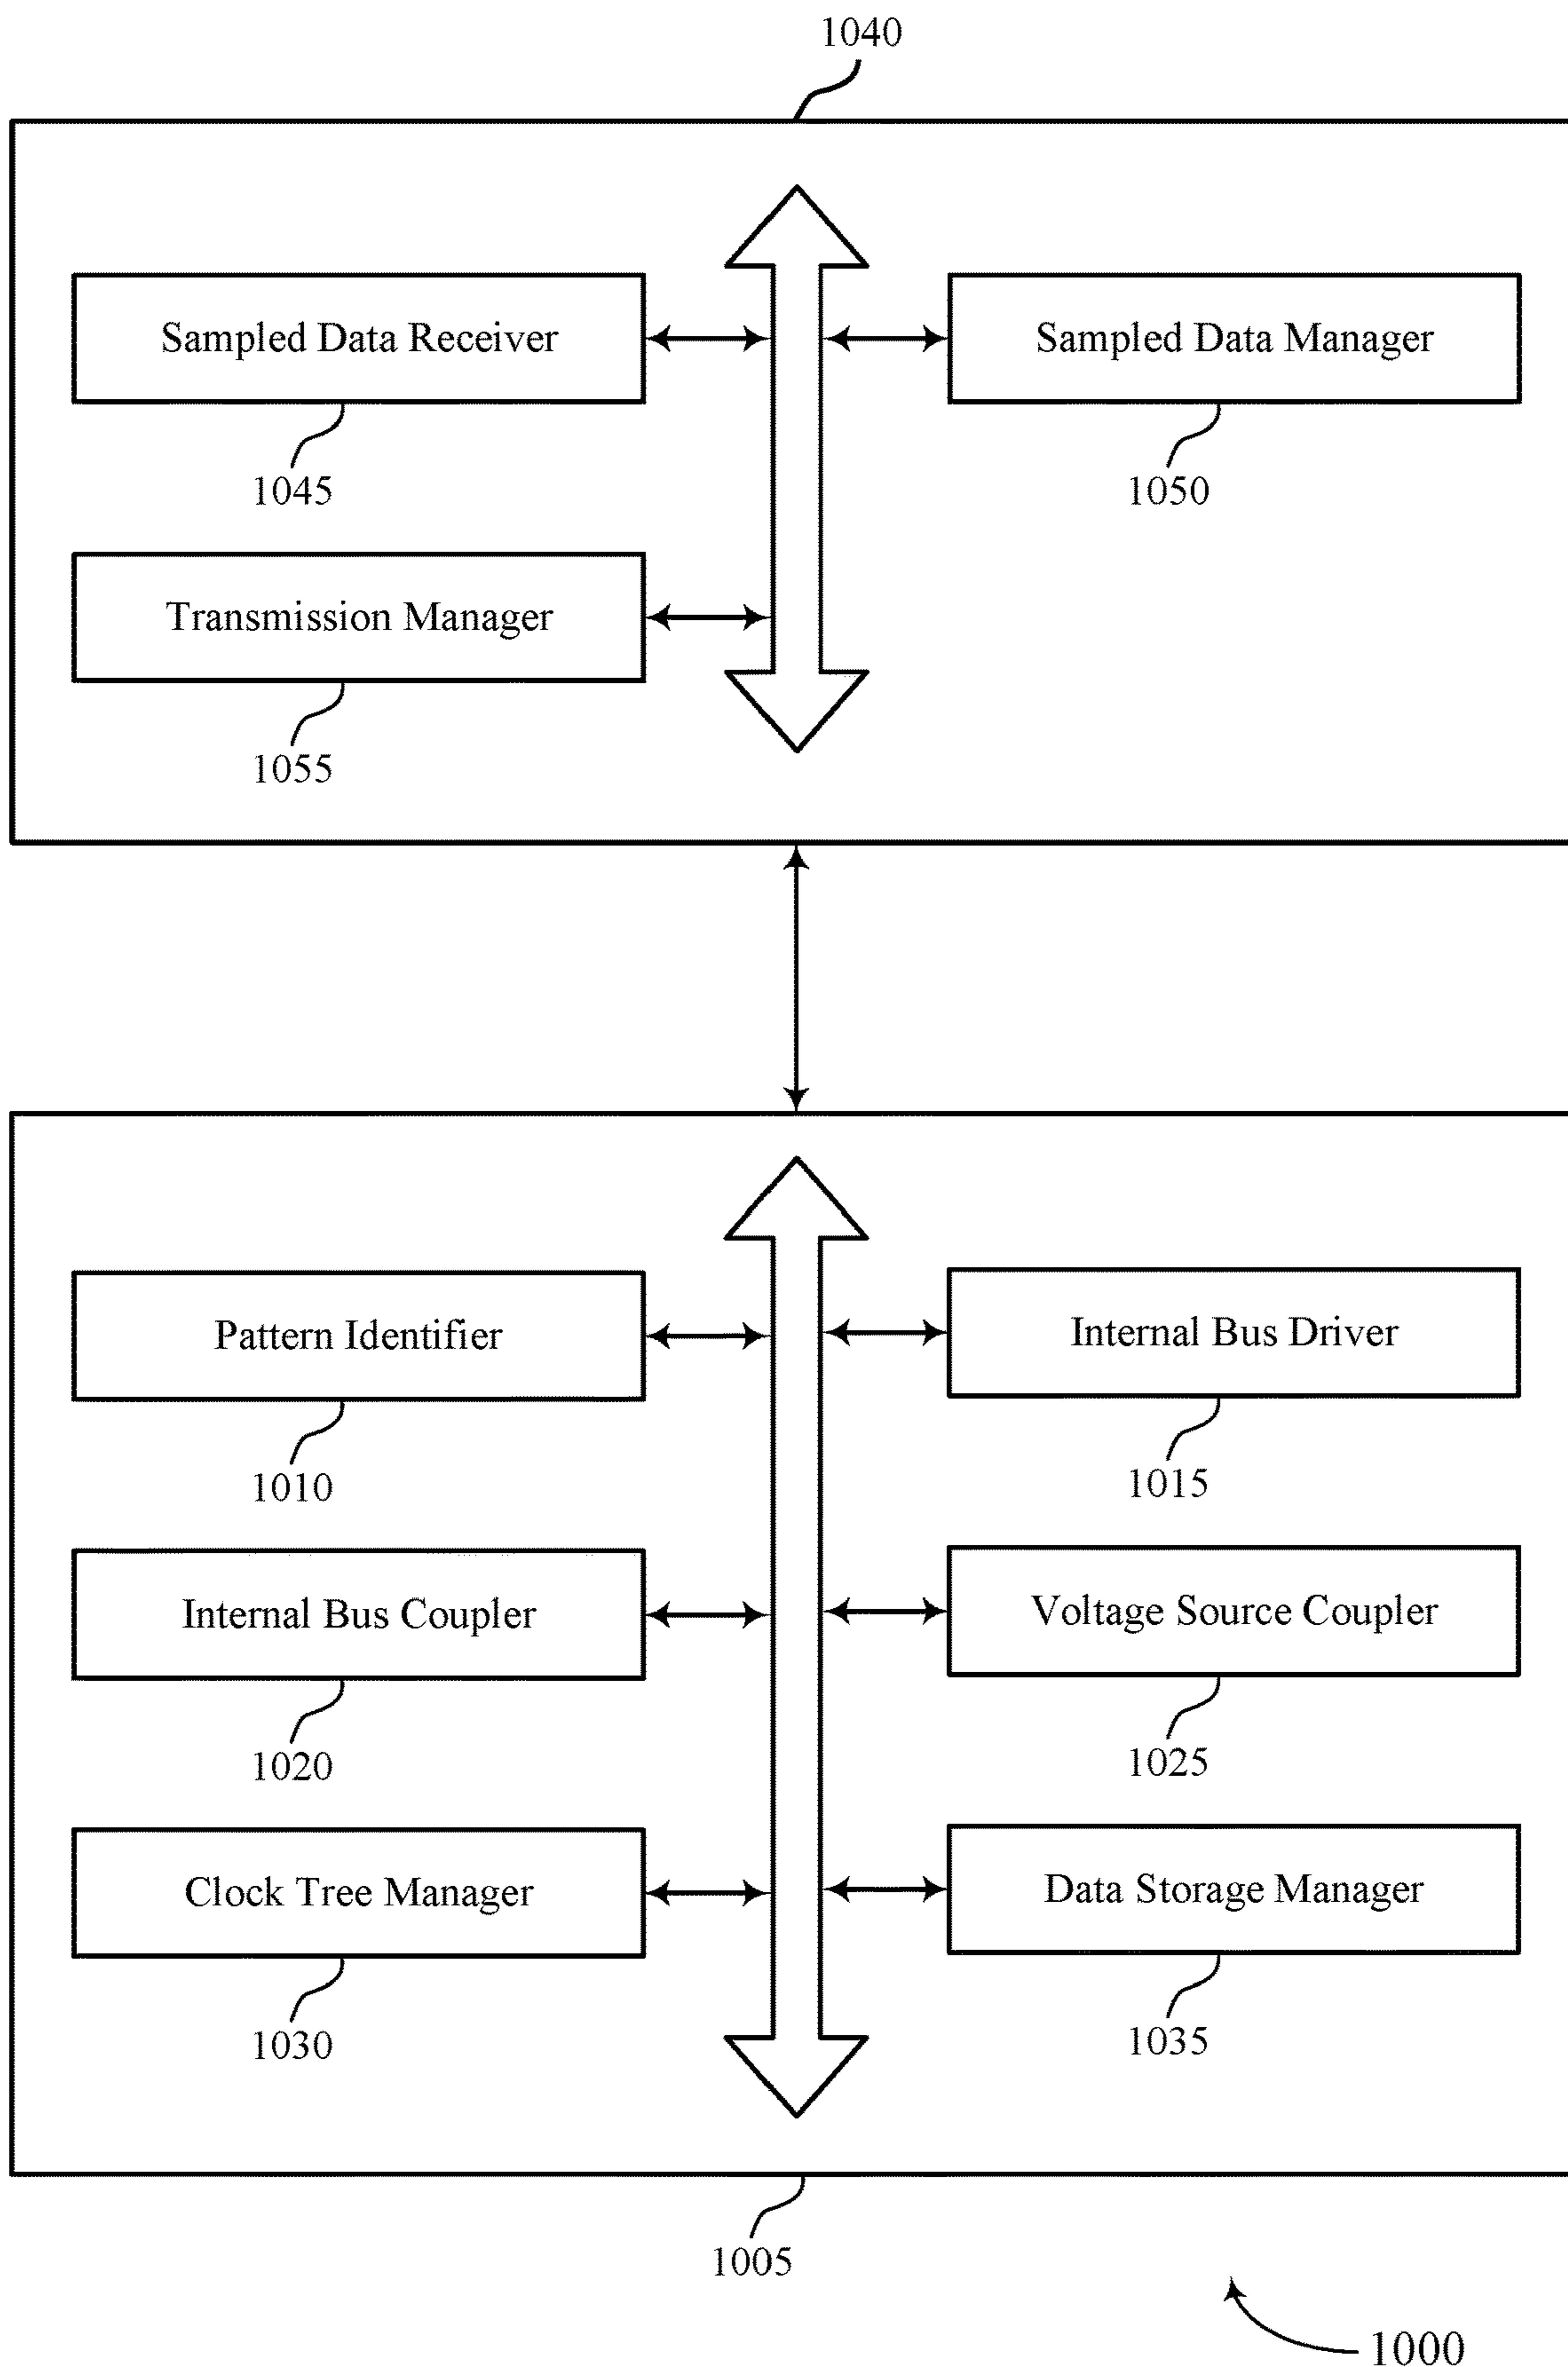 1040
Sampled Data Receiver
Sampled Data Manager
1045
1050
Transmission Manager
1055
Pattern Identifier
Internal Bus Driver
1010
1015
Internal Bus Coupler
Voltage Source Coupler
1020
1025
Clock Tree Manager
Data Storage Manager
1030
1035
1005
1000